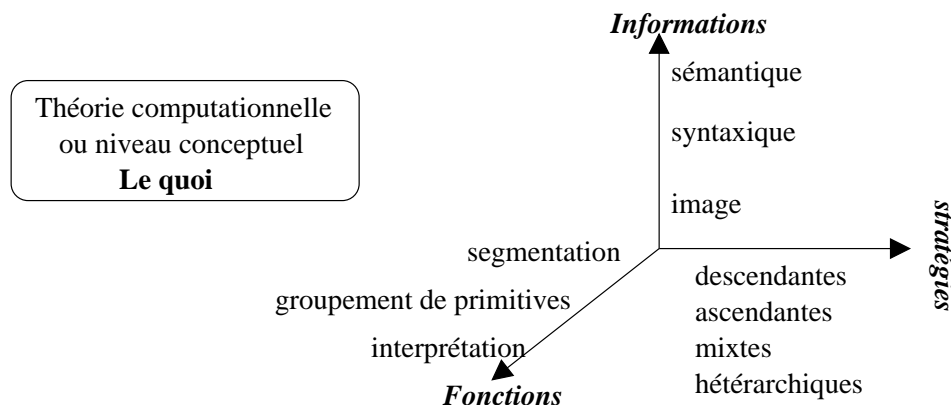 Informations
sémantique
Théorie computationnelle
ou niveau conceptuel
Le quoi
syntaxique
image
stratègues
segmentation
descendantes
groupement de primitives
ascendantes
interprétation
mixtes
Fonctions
hétérarchiques